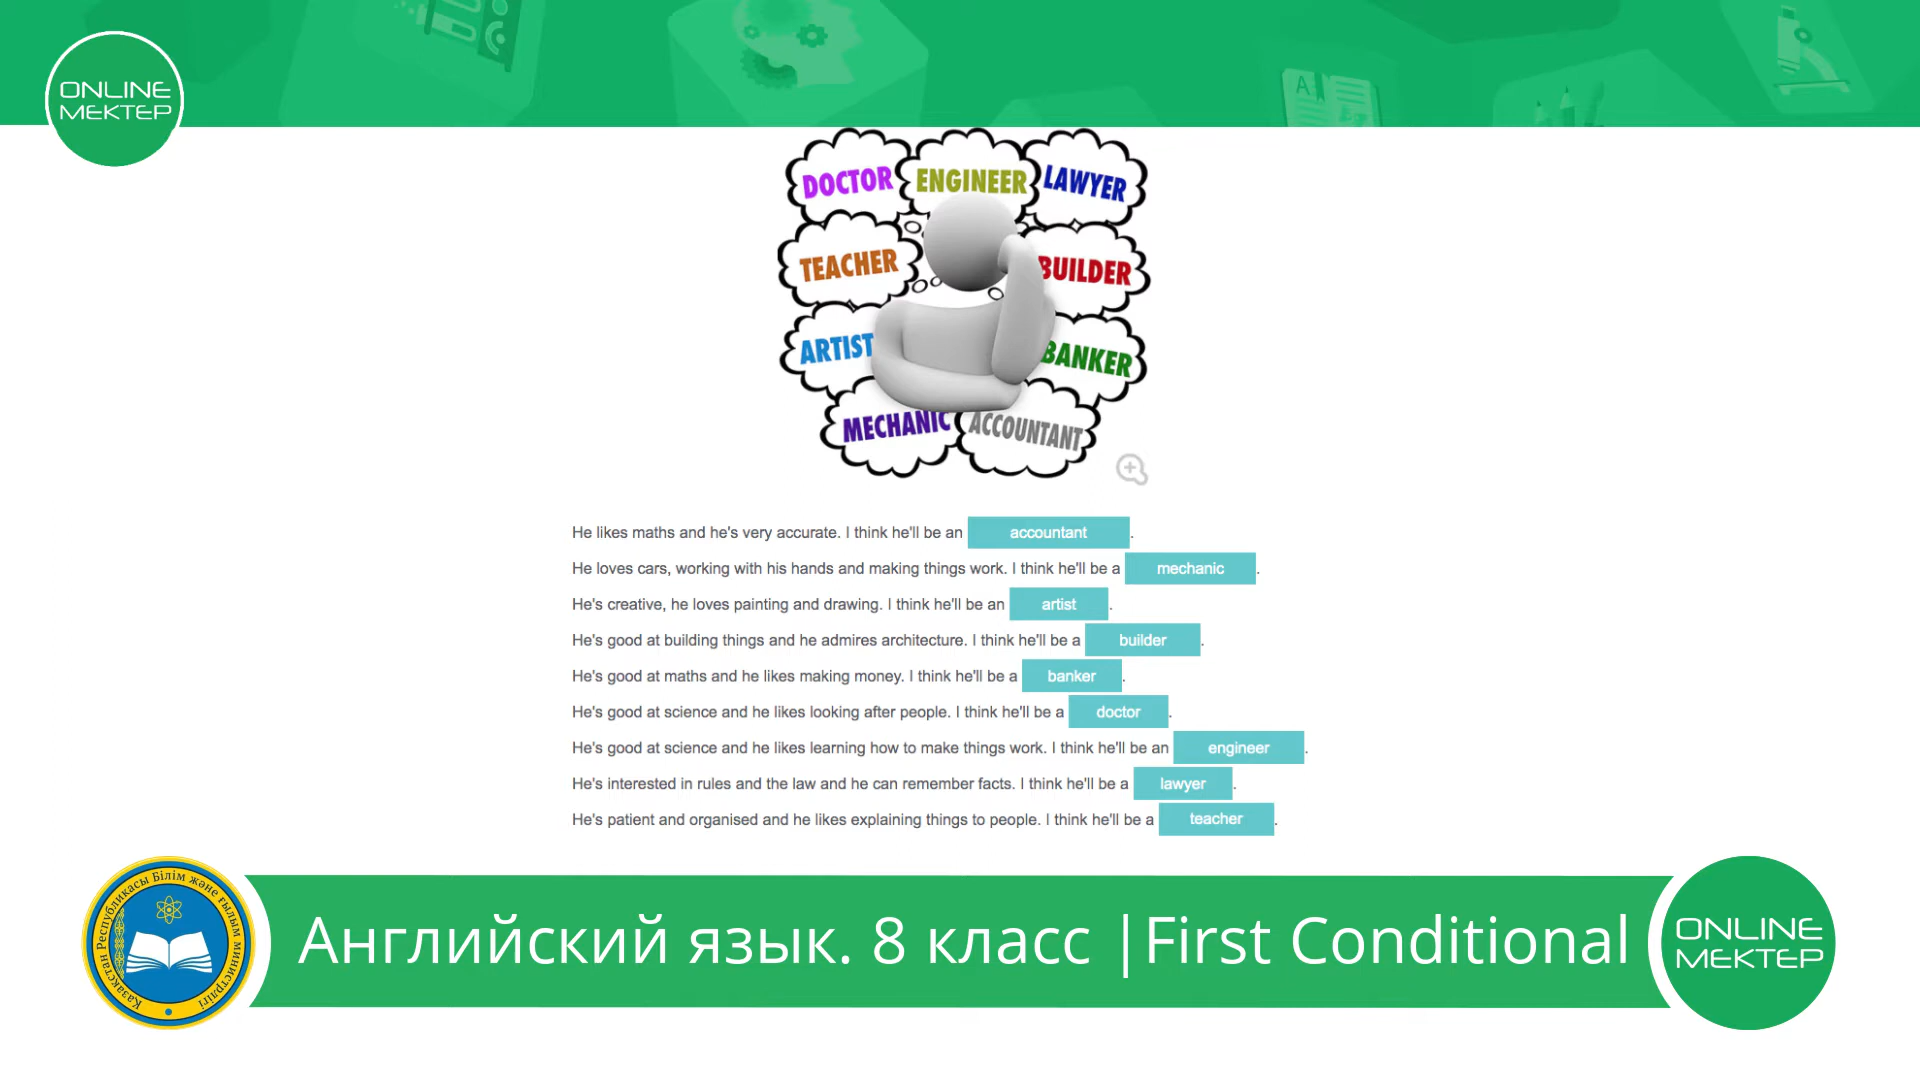 ONLINE
MEKTEP
DOCTOR ENGINEER LAWYER
TEACHER BUILDER
ARTIST BANKER
MECHANIC ACCOUNTANT
He likes maths and he's very accurate. I think he'll be an accountant.
He loves cars, working with his hands and making things work. I think he'll be a mechanic.
He's creative, he loves painting and drawing. I think he'll be an artist.
He's good at building things and he admires architecture. I think he'll be a builder.
He's good at maths and he likes making money. I think he'll be a banker.
He's good at science and he likes looking after people. I think he'll be a doctor.
He's good at science and he likes learning how to make things work. I think he'll be an engineer.
He's interested in rules and the law and he can remember facts. I think he'll be a lawyer.
He's patient and organised and he likes explaining things to people. I think he'll be a teacher.
Қазақстан Республикасы Білім және ғылым министрлігі
Английский язык. 8 класс |First Conditional
ONLINE
MEKTEP